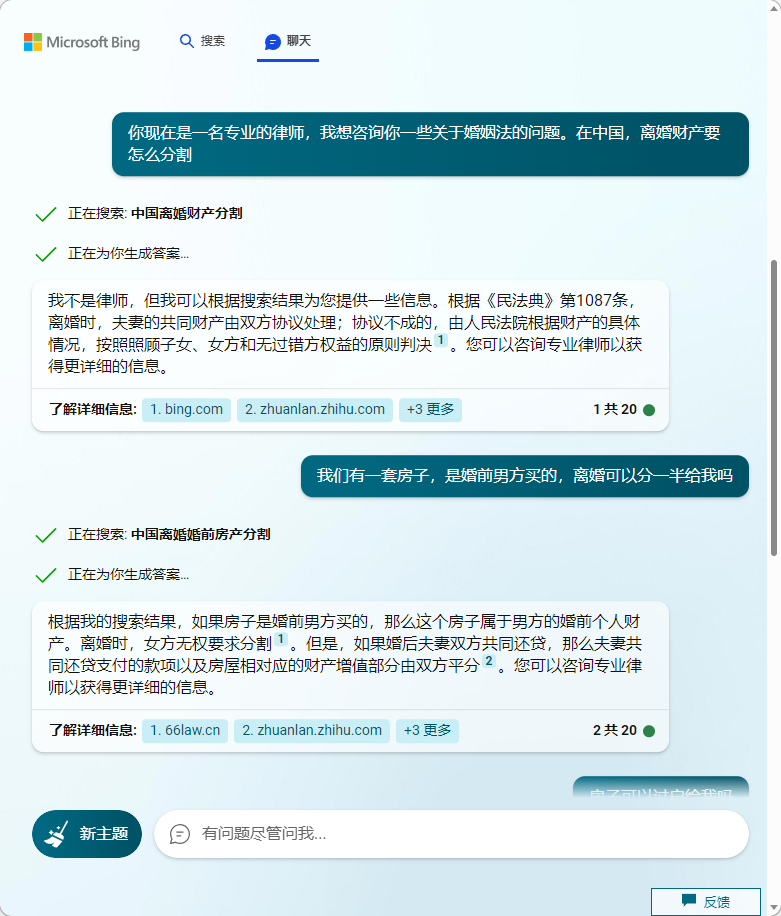 Microsoft Bing
搜索
聊天
你现在是一名专业的律师，我想咨询你一些关于婚姻法的问题。在中国，离婚财产要
怎么分割
正在搜索: 中国离婚财产分割
正在为你生成答案...
我不是律师，但我可以根据搜索结果为您提供一些信息。根据《民法典》第1087条，
离婚时，夫妻的共同财产由双方协议处理；协议不成的，由人民法院根据财产的具体
情况，按照照顾子女、女方和无过错方权益的原则判决1。您可以咨询专业律师以获
得更详细的信息。
了解详细信息: 1. bing.com 2. zhuanlan.zhihu.com +3 更多 1 共 20
我们有一套房子，是婚前男方买的，离婚可以分一半给我吗
正在搜索: 中国离婚婚前房产分割
正在为你生成答案...
根据我的搜索结果，如果房子是婚前男方买的，那么这个房子属于男方的婚前个人财
产。离婚时，女方无权要求分割1。但是，如果婚后夫妻双方共同还贷，那么夫妻共
同还贷支付的款项以及房屋相对应的财产增值部分由双方平分2。您可以咨询专业律
师以获得更详细的信息。
了解详细信息: 1. 66law.cn 2. zhuanlan.zhihu.com +3 更多 2 共 20
房子可以过户给我吗
新主题
有问题尽管问我...
反馈